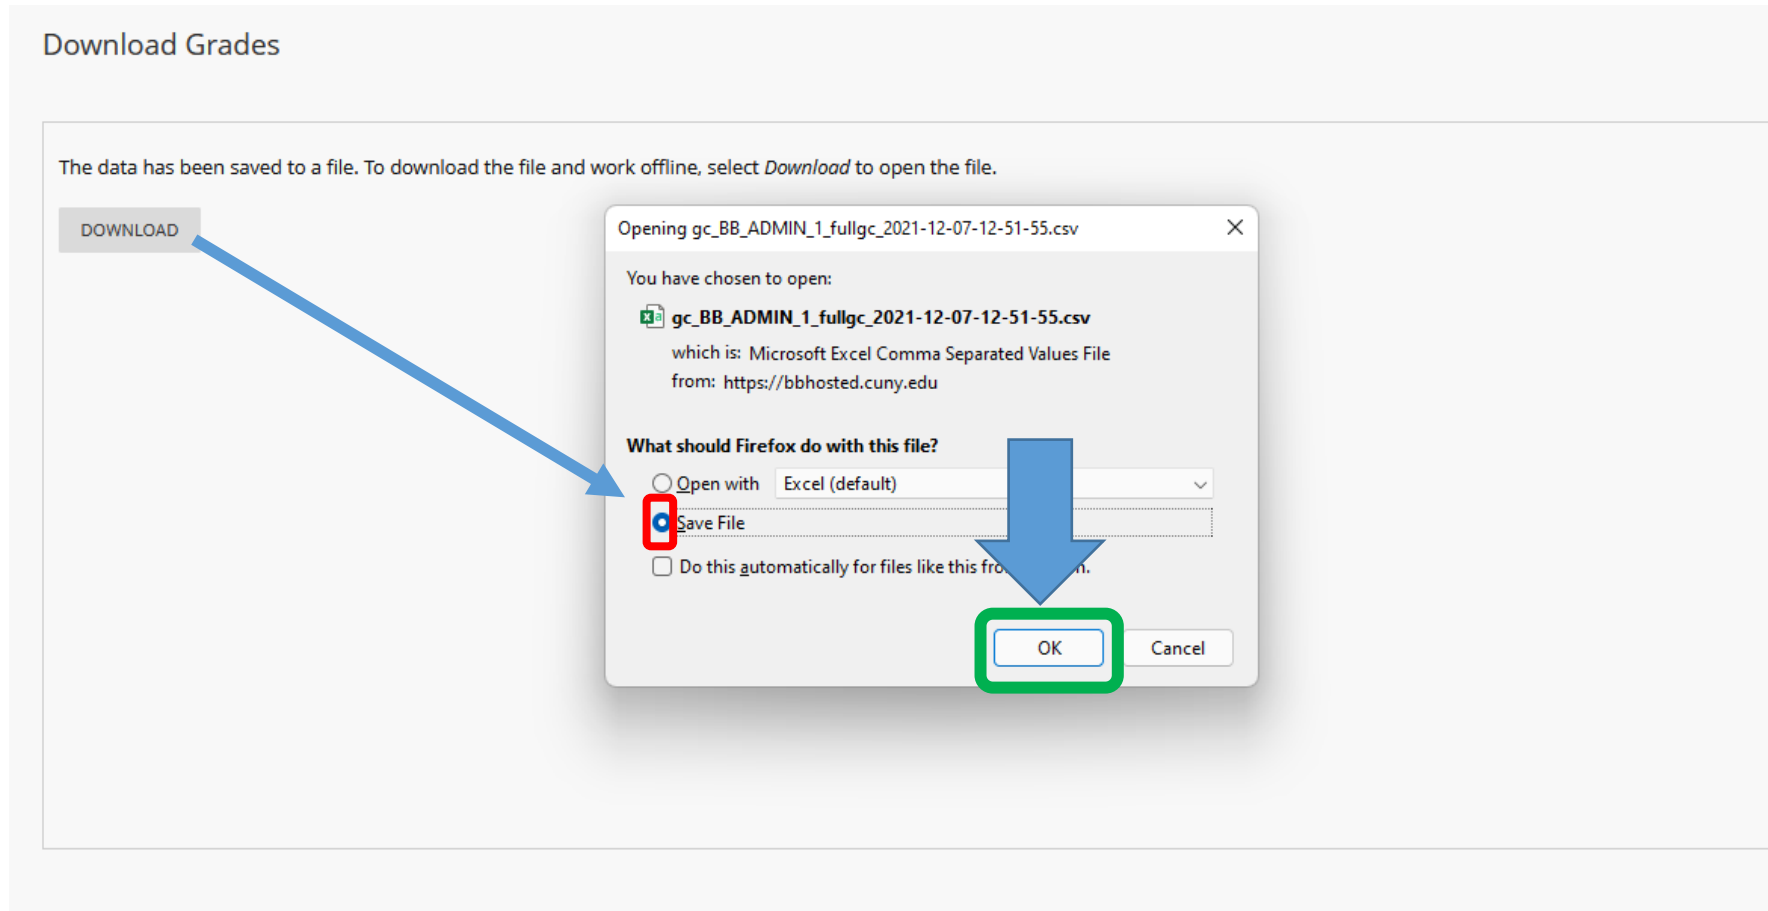 Download Grades
The data has been saved to a file. To download the file and work offline, select Download to open the file.
DOWNLOAD
Opening gc_BB_ADMIN_1_fullgc_2021-12-07-12-51-55.csv
You have chosen to open:
gc_BB_ADMIN_1_fullgc_2021-12-07-12-51-55.csv
which is: Microsoft Excel Comma Separated Values File
from: https://bbhosted.cuny.edu
What should Firefox do with this file?
Open with Excel (default)
Save File
Do this automatically for files like this
OK Cancel